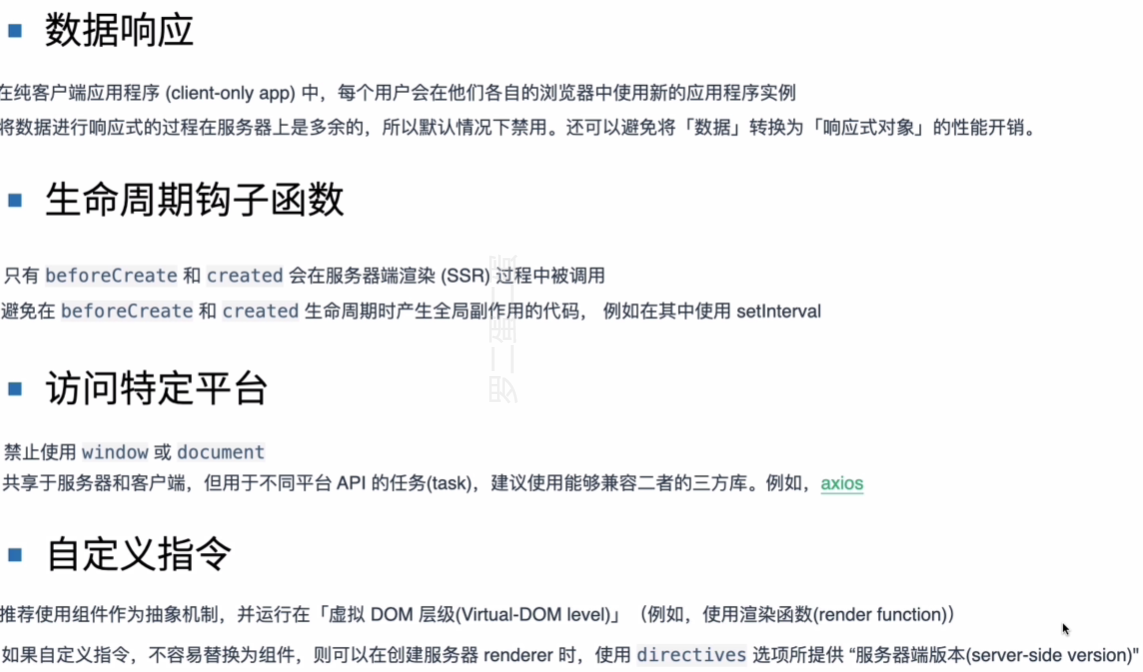 数据响应
在纯客户端应用程序 (client-only app) 中，每个用户会在他们各自的浏览器中使用新的应用程序实例
将数据进行响应式的过程在服务器上是多余的，所以默认情况下禁用。还可以避免将「数据」转换为「响应式对象」的性能开销。
生命周期钩子函数
只有 beforeCreate 和 created 会在服务器端渲染 (SSR) 过程中被调用
避免在 beforeCreate 和 created 生命周期时产生全局副作用的代码， 例如在其中使用 setInterval
访问特定平台
禁止使用 window 或 document
共享于服务器和客户端，但用于不同平台 API 的任务(task)，建议使用能够兼容二者的三方库。例如，axios
自定义指令
推荐使用组件作为抽象机制，并运行在「虚拟 DOM 层级(Virtual-DOM level)」（例如，使用渲染函数(render function)）
如果自定义指令，不容易替换为组件，则可以在创建服务器 renderer 时，使用 directives 选项所提供 “服务器端版本(server-side version)”